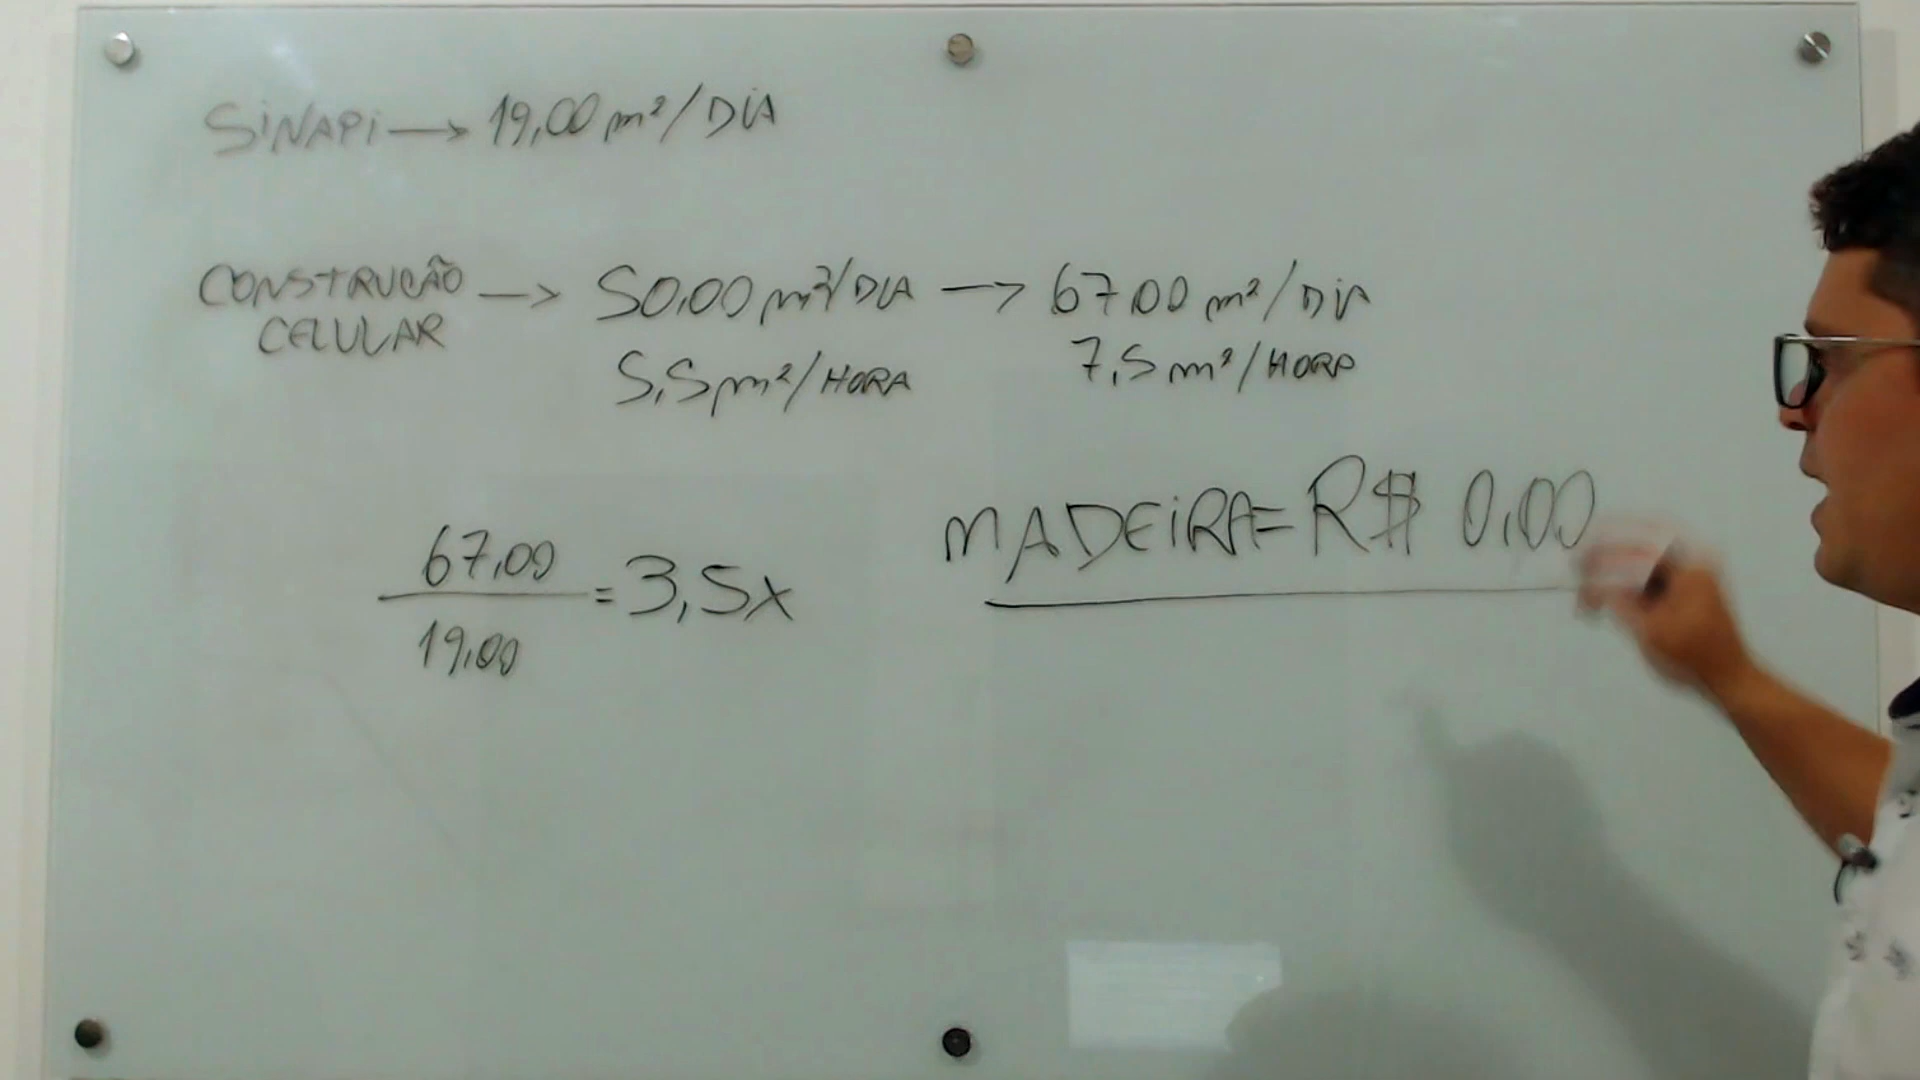 SINAPI → 19,00 m²/DIA
CONSTRUÇÃO CELULAR → 50,00 m²/DIA → 67,00 m²/DIA
5,5 m²/HORA 7,5 m²/HORA
MADEIRA = R$ 0,00
67,00
19,00
= 3,5x